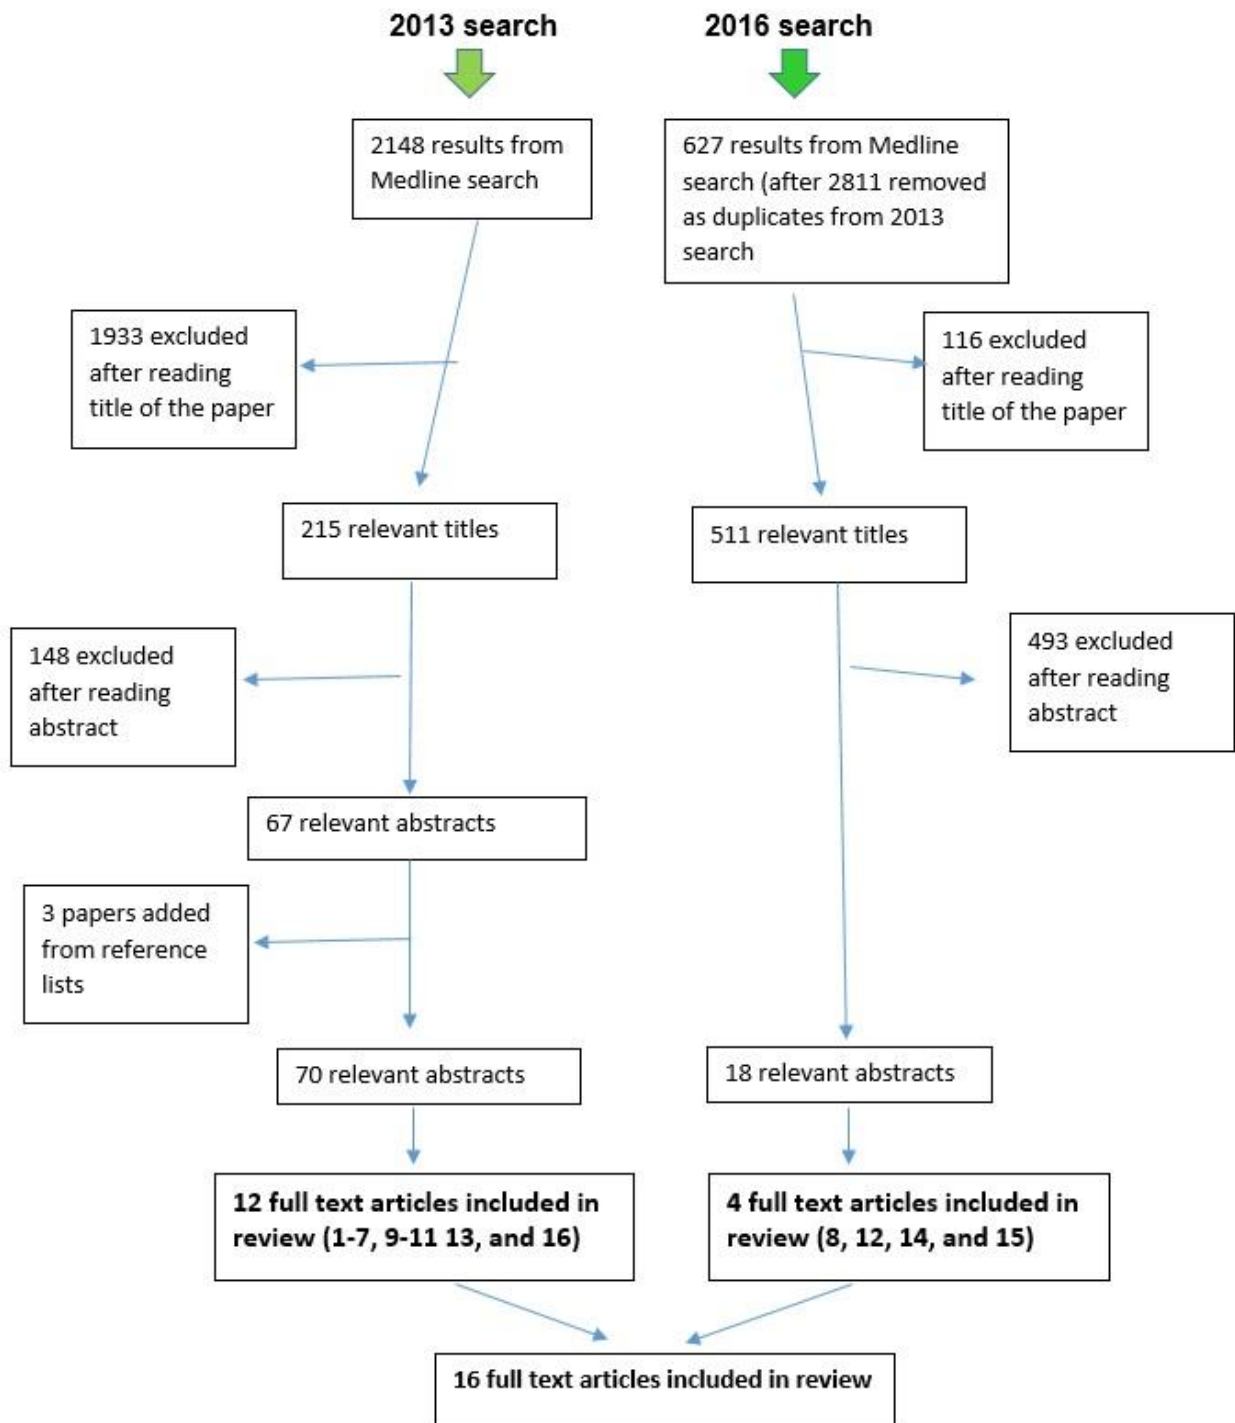 2013 search
2148 results from
Medline search
1933 excluded
after reading
title of the paper
215 relevant titles
148 excluded
after reading
abstract
67 relevant abstracts
3 papers added
from reference
lists
70 relevant abstracts
12 full text articles included in
review (1-7, 9-11 13, and 16)
2016 search
627 results from Medline
search (after 2811 removed
as duplicates from 2013
search
116 excluded
after reading
title of the paper
511 relevant titles
493 excluded
after reading
abstract
18 relevant abstracts
4 full text articles included in
review (8, 12, 14, and 15)
16 full text articles included in review